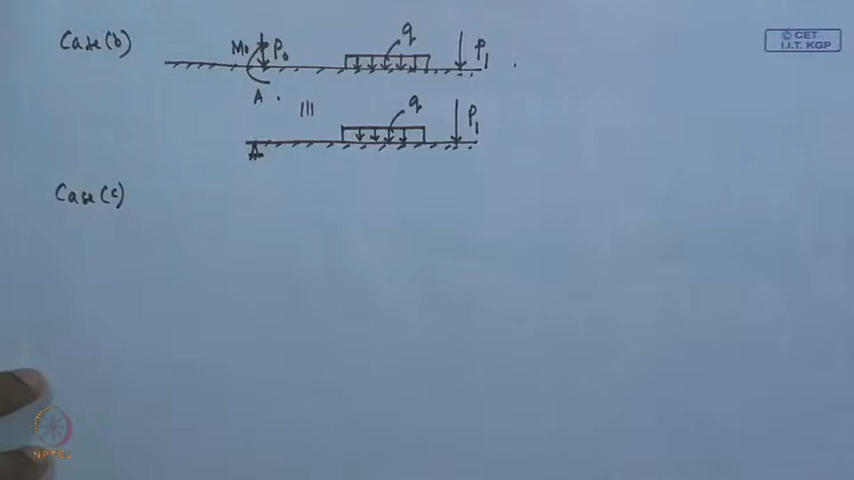 Case(b) M₀ P₀ q P₁
© CET
I.I.T. KGP
A
q P₁
Case(c)
NPTEL